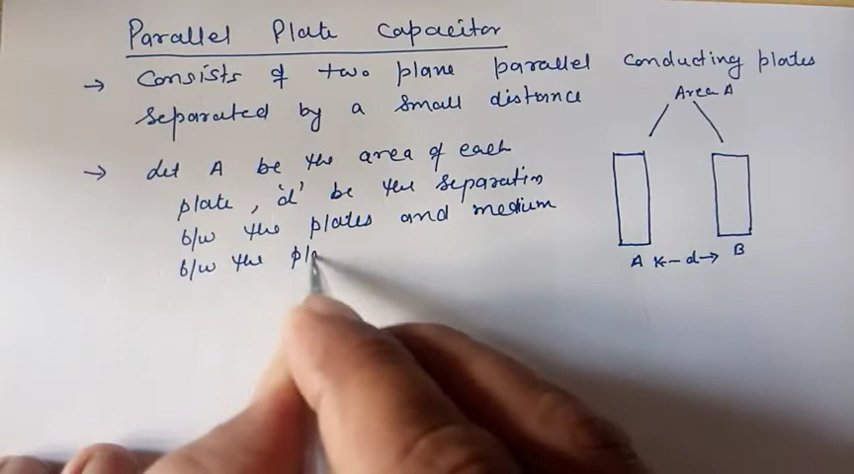 Parallel Plate Capacitor
→ Consists of two plane parallel conducting plates
separated by a small distance
→ Let A be the area of each
plate, 'd' be the separation
b/w the plates and medium
b/w the pla
Area A
A ← d → B